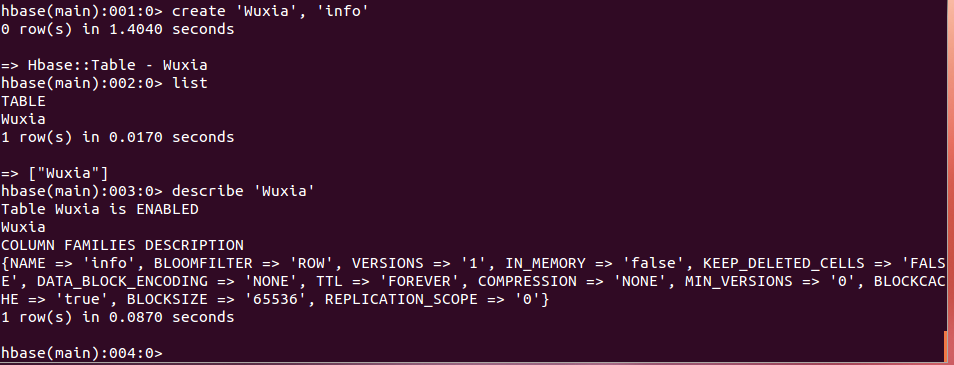 hbase(main):001:0> create 'Wuxia', 'info'
0 row(s) in 1.4040 seconds

=> Hbase::Table - Wuxia
hbase(main):002:0> list
TABLE
Wuxia
1 row(s) in 0.0170 seconds

=> ["Wuxia"]
hbase(main):003:0> describe 'Wuxia'
Table Wuxia is ENABLED
Wuxia
COLUMN FAMILIES DESCRIPTION
{NAME => 'info', BLOOMFILTER => 'ROW', VERSIONS => '1', IN_MEMORY => 'false', KEEP_DELETED_CELLS => 'FALS
E', DATA_BLOCK_ENCODING => 'NONE', TTL => 'FOREVER', COMPRESSION => 'NONE', MIN_VERSIONS => '0', BLOCKCAC
HE => 'true', BLOCKSIZE => '65536', REPLICATION_SCOPE => '0'}
1 row(s) in 0.0870 seconds

hbase(main):004:0>